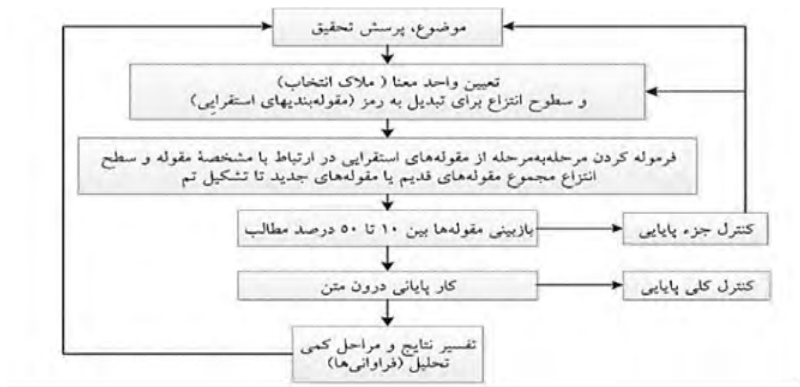 موضوع، پرسش تحقیق
تعیین واحد معنا ( ملاک انتخاب)
و سطوح انتزاع برای تبدیل به رمز (مقوله‌بندیهای استقرایی)
فرموله کردن مرحله‌به‌مرحله از مقوله‌های استقرایی در ارتباط با مشخصهٔ مقوله و سطح
انتزاع مجموع مقوله‌های قدیم یا مقوله‌های جدید تا تشکیل تم
بازبینی مقوله‌ها بین ۱۰ تا ۵۰ درصد مطالب
کنترل جزء پایایی
کار پایانی درون متن
کنترل کلی پایایی
تفسیر نتایج و مراحل کمی
تحلیل (فراوانی‌ها)